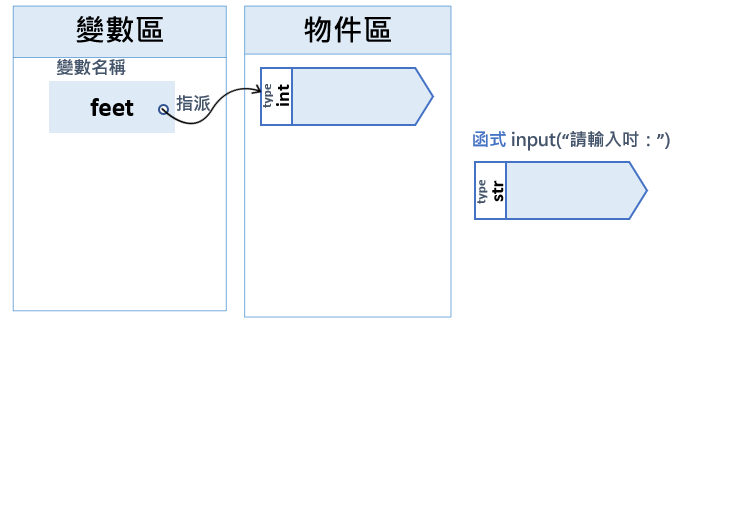 變數區
物件區
變數名稱
feet
指派
type
int
函式 input(“請輸入吋：”)
type
str